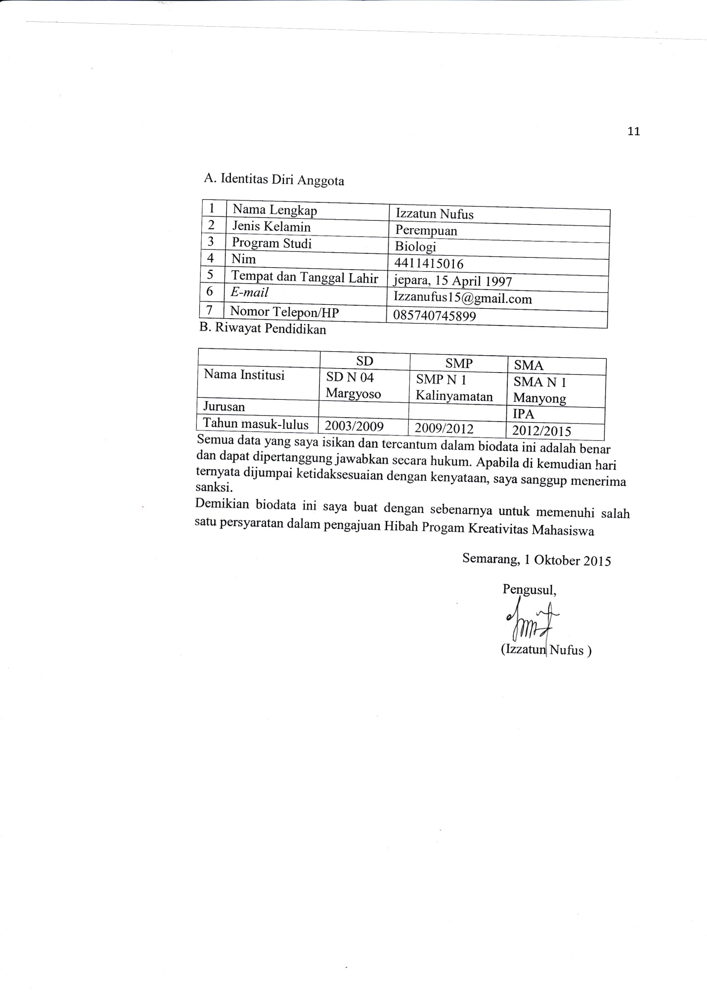 11
A. Identitas Diri Anggota
1 Nama Lengkap Izzatun Nufus
2 Jenis Kelamin Perempuan
3 Program Studi Biologi
4 Nim 4411415016
5 Tempat dan Tanggal Lahir jepara, 15 April 1997
6 E-mail Izzanufus15@gmail.com
7 Nomor Telepon/HP 085740745899
B. Riwayat Pendidikan
SD SMP SMA
Nama Institusi SD N 04 SMP N 1 SMA N 1
Margyoso Kalinyamatan Manyong
Jurusan IPA
Tahun masuk-lulus 2003/2009 2009/2012 2012/2015
Semua data yang saya isikan dan tercantum dalam biodata ini adalah benar
dan dapat dipertanggung jawabkan secara hukum. Apabila di kemudian hari
ternyata dijumpai ketidaksesuaian dengan kenyataan, saya sanggup menerima
sanksi.
Demikian biodata ini saya buat dengan sebenarnya untuk memenuhi salah
satu persyaratan dalam pengajuan Hibah Progam Kreativitas Mahasiswa
Semarang, 1 Oktober 2015
Pengusul,
(Izzatun Nufus )